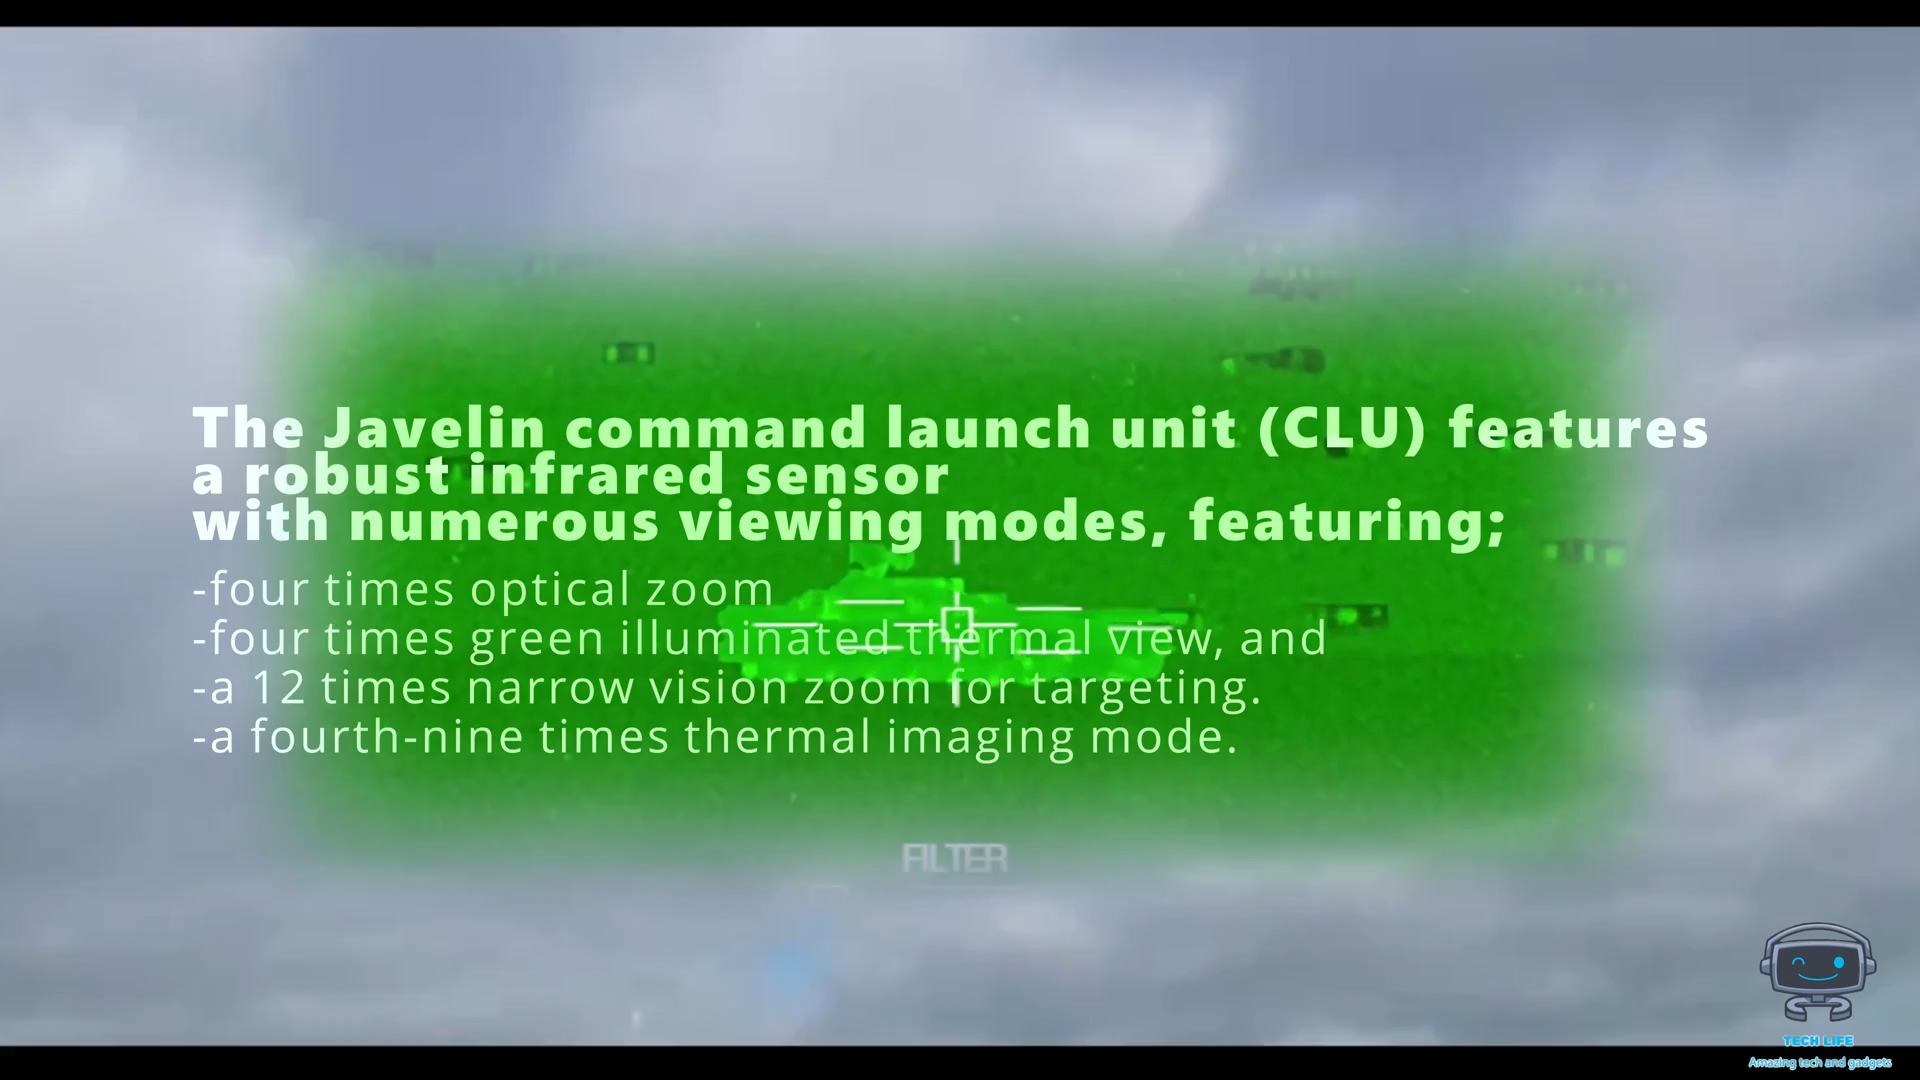 The Javelin command launch unit (CLU) features
a robust infrared sensor
with numerous viewing modes, featuring;
-four times optical zoom
-four times green illuminated thermal view, and
-a 12 times narrow vision zoom for targeting.
-a fourth-nine times thermal imaging mode.
FILTER
TECH LIFE
Amazing tech and gadgets